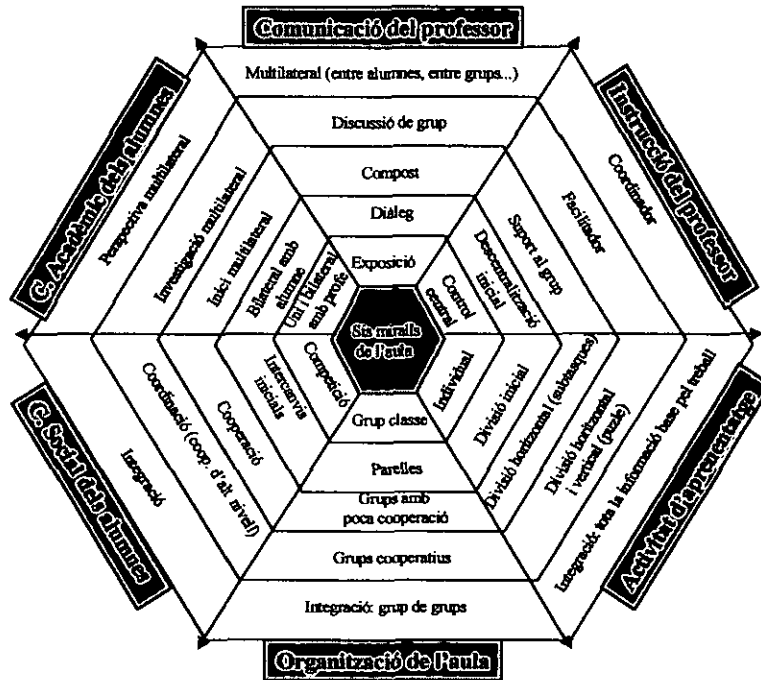 Comunicació del professor
Multilateral (entre alumnes, entre grups...)
Discussió de grup
Compost
Diàleg
Exposició
Instrucció del professor
Coordinador
Facilitador
Suport al grup
Descentralització
inicial
Control
central
Activitat d'aprenentatge
Integració: tota la informació base pel treball
Divisió horitzontal
i vertical (puzle)
Divisió horitzontal (subtasques)
Divisió inicial
Individual
Organització de l'aula
Integració: grup de grups
Grups cooperatius
Grups amb
poca cooperació
Parelles
Grup classe
C. Social dels alumnes
Integració
Coordinació (coop. d'alt nivell)
Cooperació
Intercanvis
inicials
Competició
C. Acadèmic dels alumnes
Perspectiva multilateral
Investigació multilateral
Inici multilateral
Bilateral amb
alumne
Uni i bilateral
amb profe.
Sis miralls
de l'aula